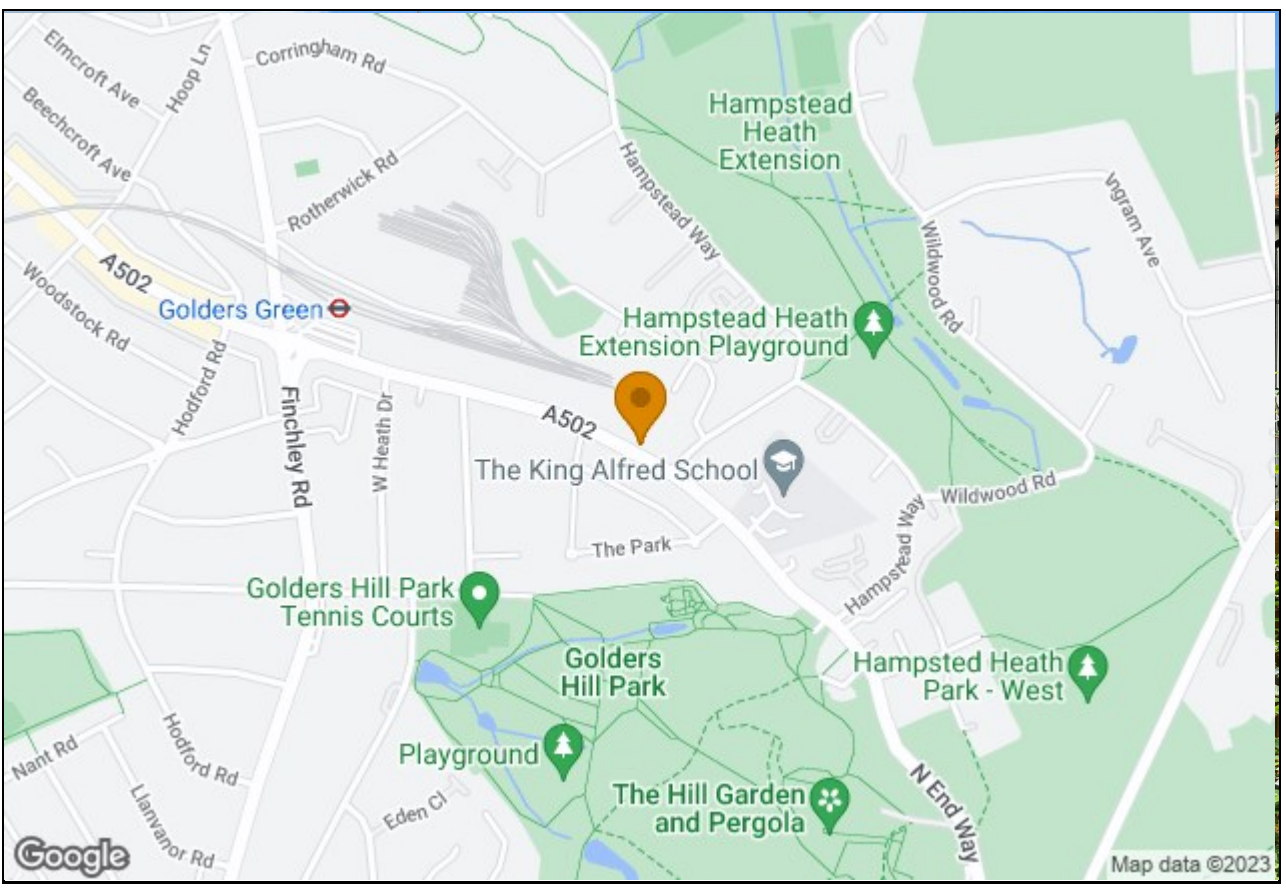 Elmcroft Ave
Hoop Ln
Corringham Rd
Beechcroft Ave
Rotherwick Rd
Hampstead
Heath
Extension
Hampstead Way
Ingram Ave
Wildwood Rd
A502
Woodstock Rd
Golders Green
Hampstead Heath
Extension Playground
Hodford Rd
Finchley Rd
W Heath Dr
A502
The King Alfred School
Wildwood Rd
Hampstead Way
The Park
Golders Hill Park
Tennis Courts
Golders
Hill Park
Hampsted Heath
Park - West
Nant Rd
Hodford Rd
Playground
Llanvanor Rd
Eden Cl
The Hill Garden
and Pergola
N End Way
Google
Map data ©2023